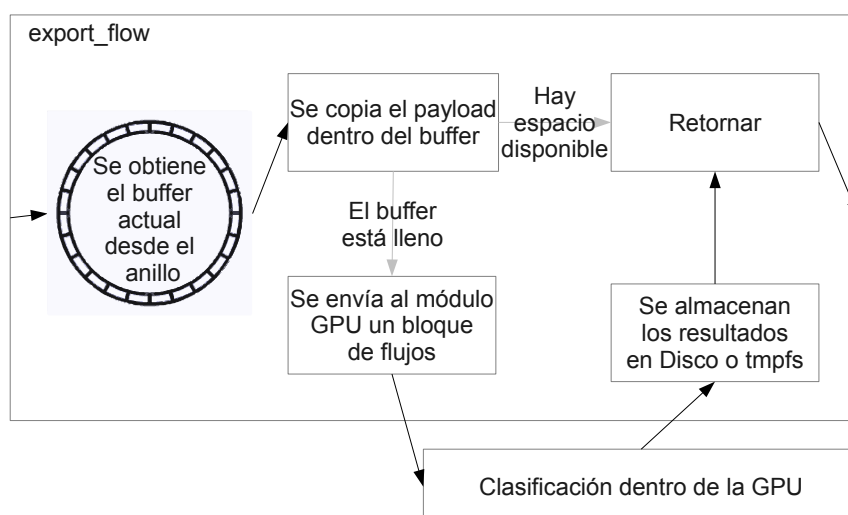 export_flow
Se obtiene
el buffer
actual
desde el
anillo
Se copia el payload
dentro del buffer
Hay
espacio
disponible
Retornar
El buffer
está lleno
Se envía al módulo
GPU un bloque
de flujos
Se almacenan
los resultados
en Disco o tmpfs
Clasificación dentro de la GPU